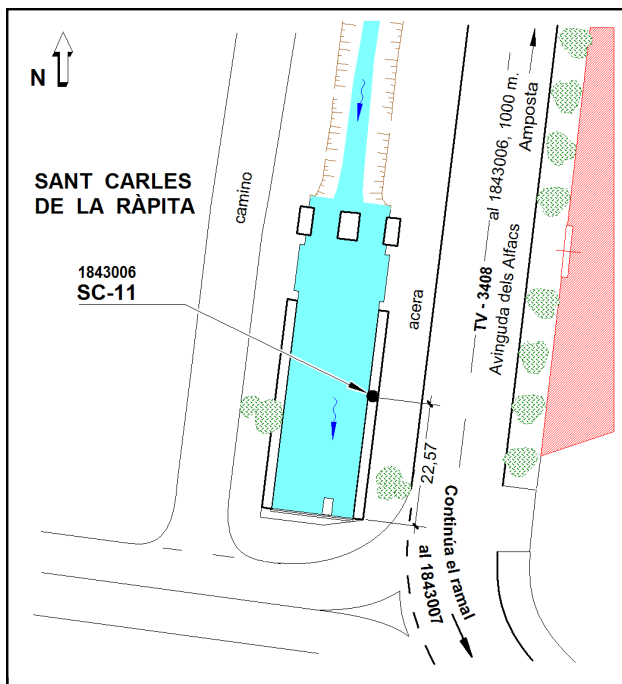 N
SANT CARLES
DE LA RÀPITA
camino
1843006
SC-11
acera
TV - 3408
al 1843006, 1000 m.
Avinguda dels Alfacs
Amposta
22,57
Continúa el ramal
al 1843007